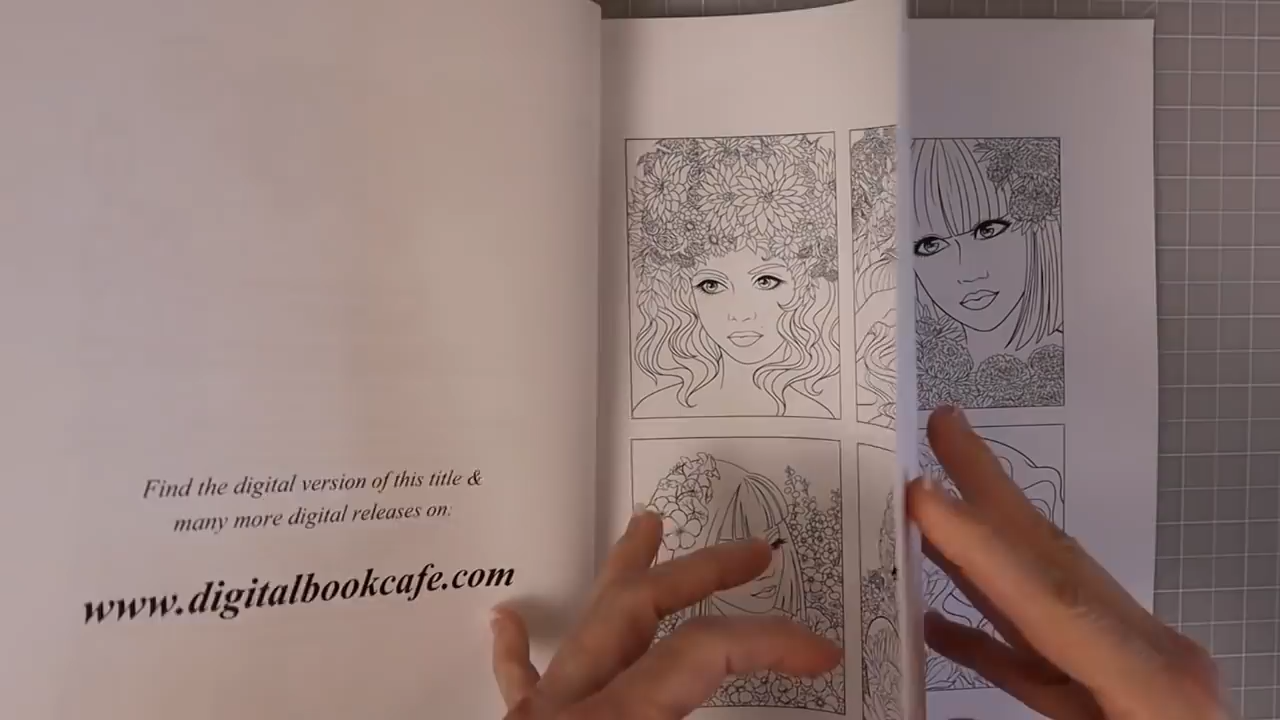 Find the digital version of this title &
many more digital releases on:
www.digitalbookcafe.com